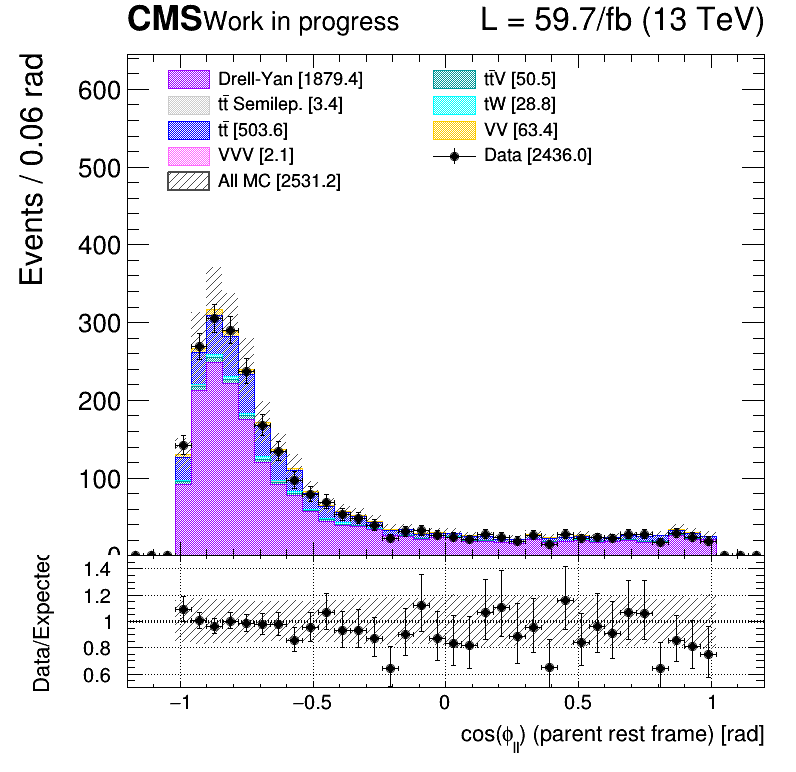 CMS Work in progress L = 59.7/fb (13 TeV)
Events / 0.06 rad
600
500
400
300
200
100
0
Drell-Yan [1879.4]
tt̄ Semilep. [3.4]
tt̄ [503.6]
VVV [2.1]
All MC [2531.2]
tt̄V [50.5]
tW [28.8]
VV [63.4]
Data [2436.0]
Data/Expected
1.4
1.2
1
0.8
0.6
−1 −0.5 0 0.5 1
cos(ϕ_ll) (parent rest frame) [rad]